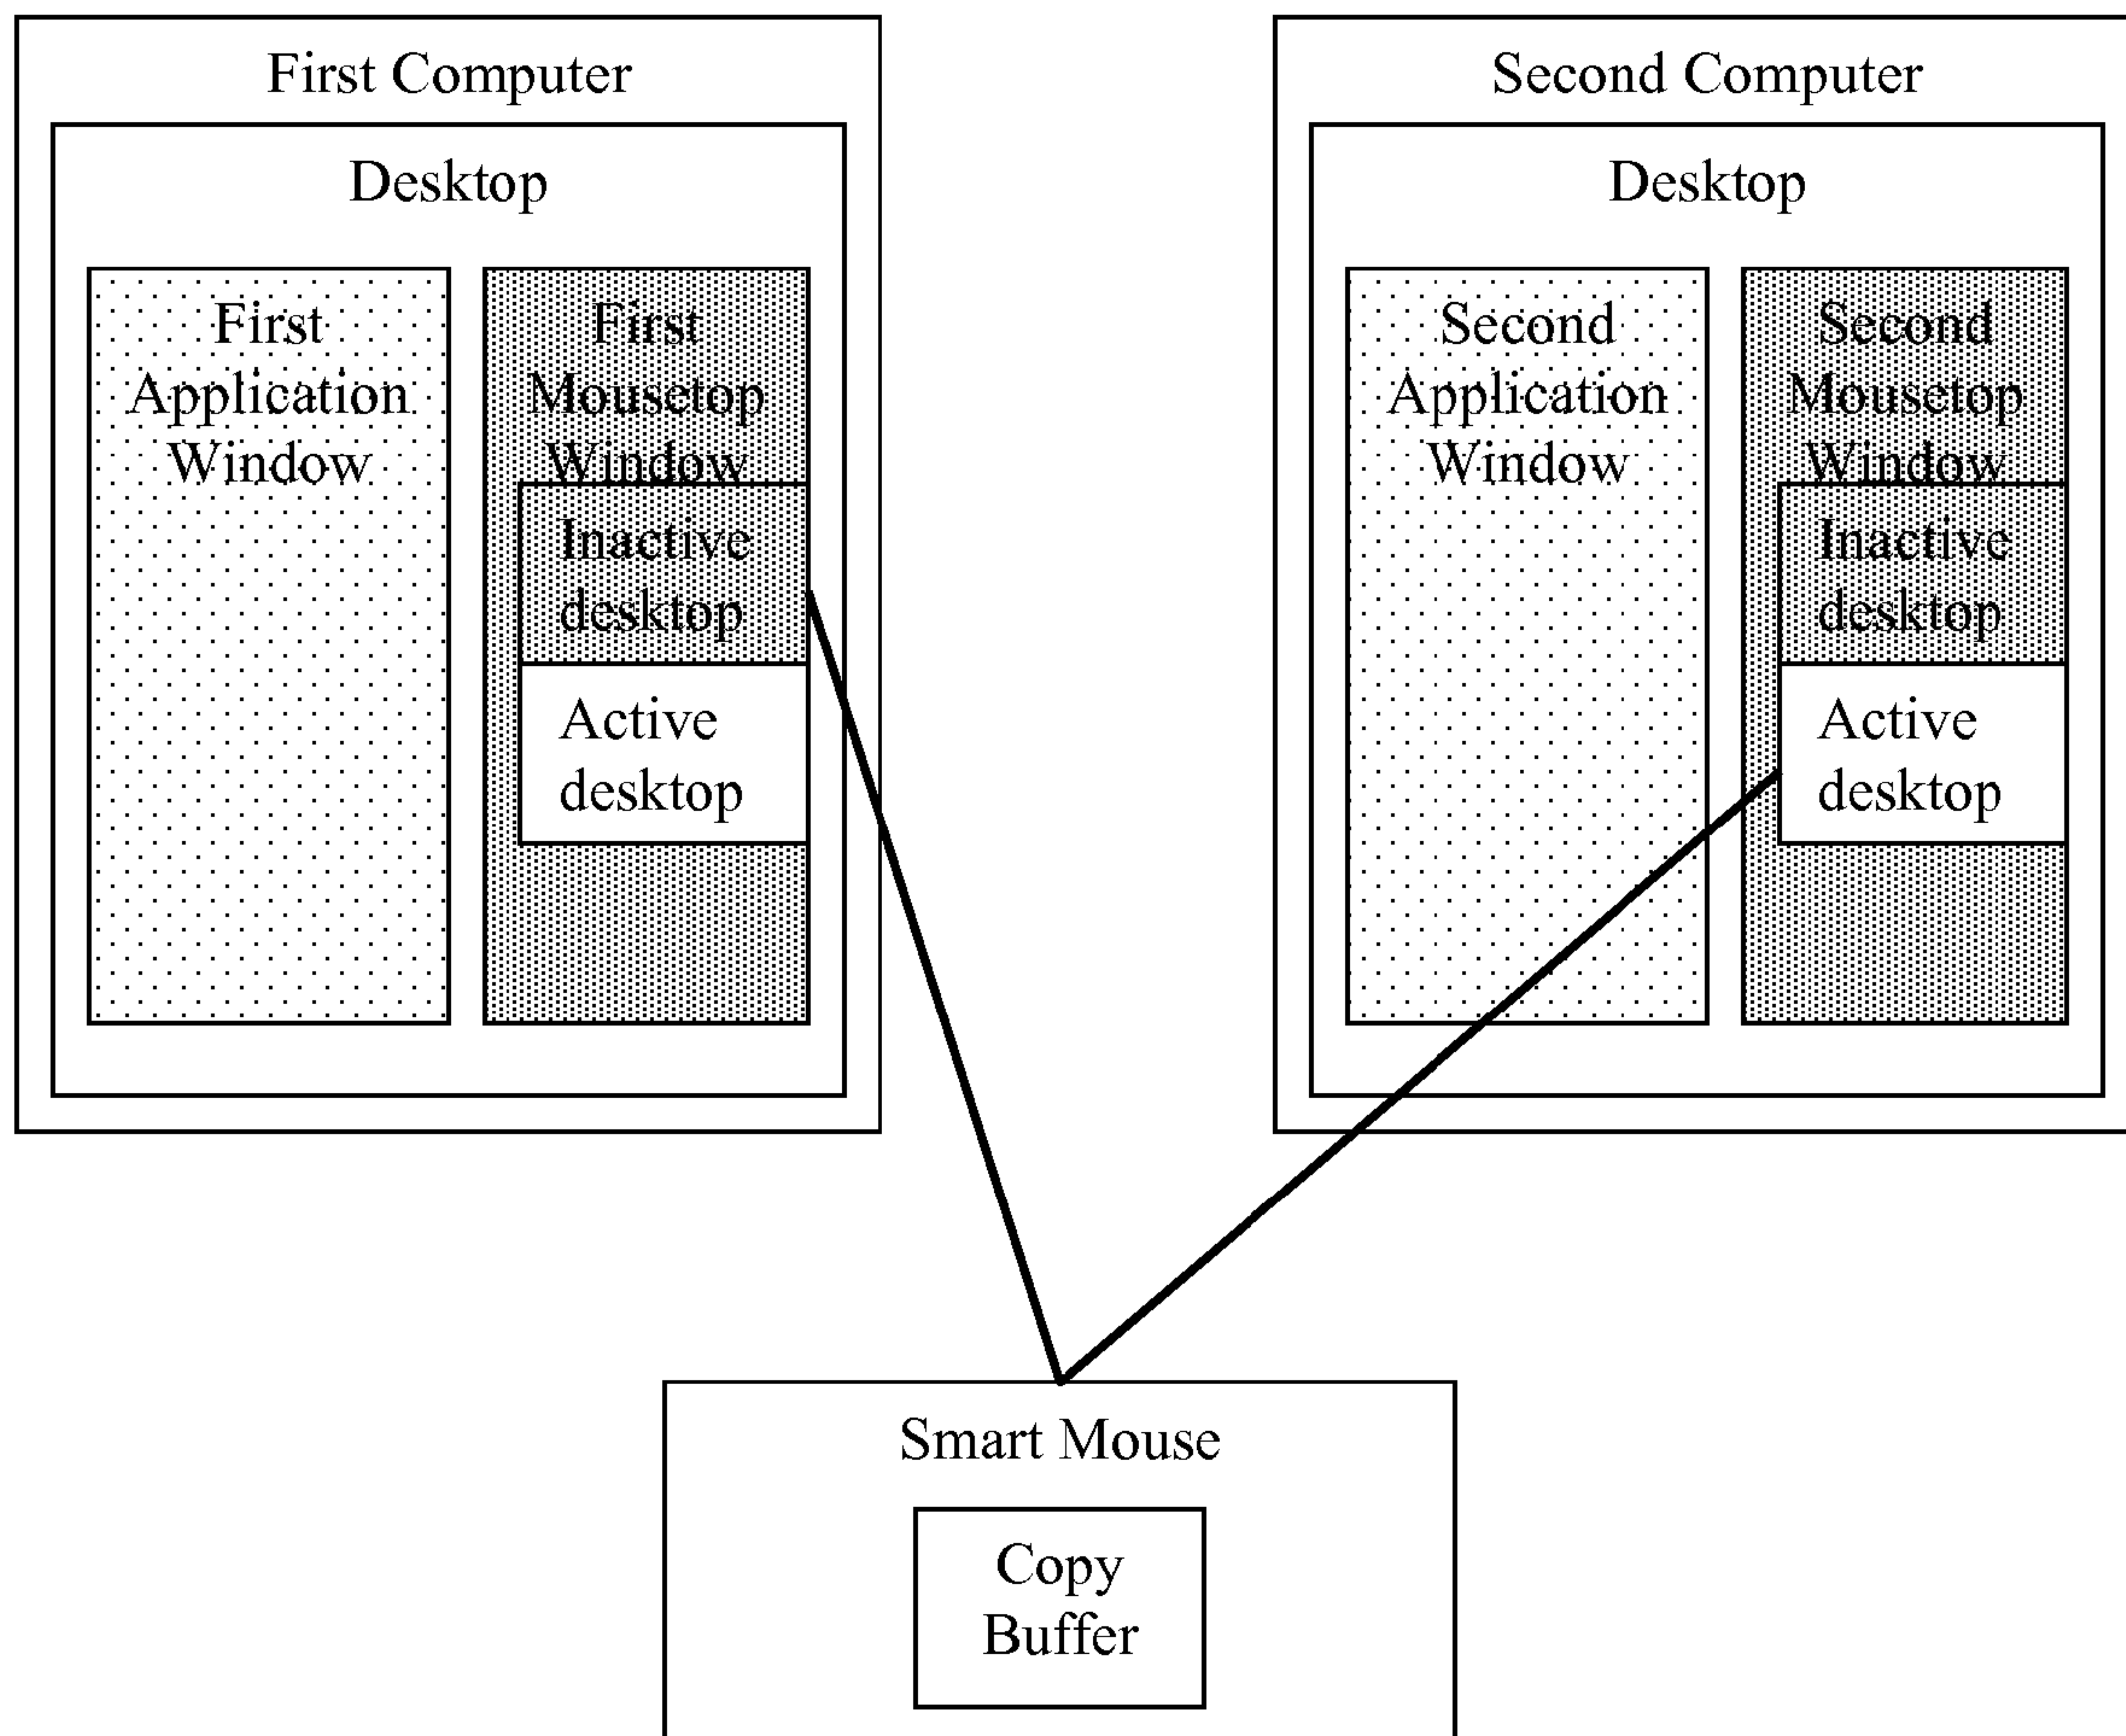 First Computer
Desktop
First
Application
Window
First
Mousetop
Window
Inactive
desktop
Active
desktop
Second Computer
Desktop
Second
Application
Window
Second
Mousetop
Window
Inactive
desktop
Active
desktop
Smart Mouse
Copy
Buffer